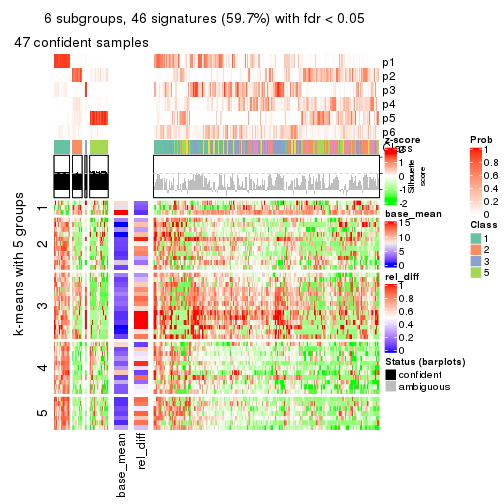 6 subgroups, 46 signatures (59.7%) with fdr < 0.05
47 confident samples
p1
p2
p3
p4
p5
p6
Class
Silhouette
score
1
2
3
4
5
k-means with 5 groups
base_mean
rel_diff
z-score
2
0
-2
base_mean
15
10
5
0
rel_diff
1
0.8
0.6
0.4
0.2
0
Status (barplots)
confident
ambiguous
Prob
1
0.8
0.6
0.4
0.2
0
Class
1
2
3
5